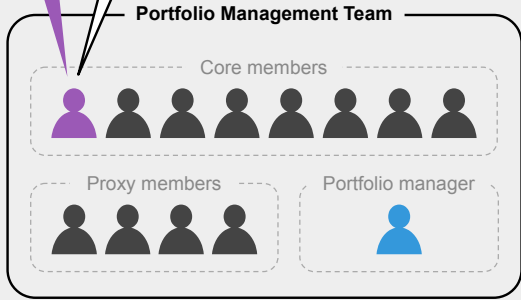 Portfolio Management Team
Core members
Proxy members
Portfolio manager